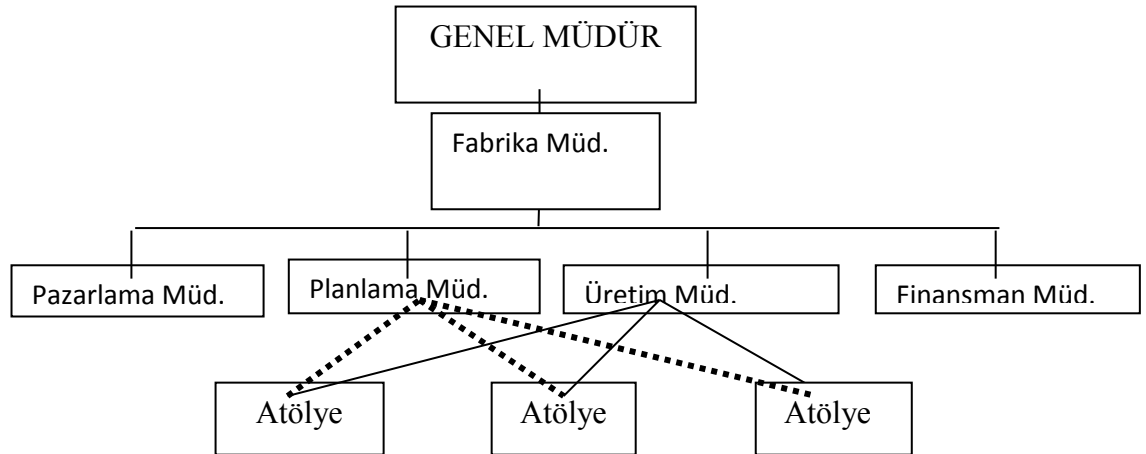 GENEL MÜDÜR
Fabrika Müd.
Pazarlama Müd.
Planlama Müd.
Üretim Müd.
Finansman Müd.
Atölye
Atölye
Atölye